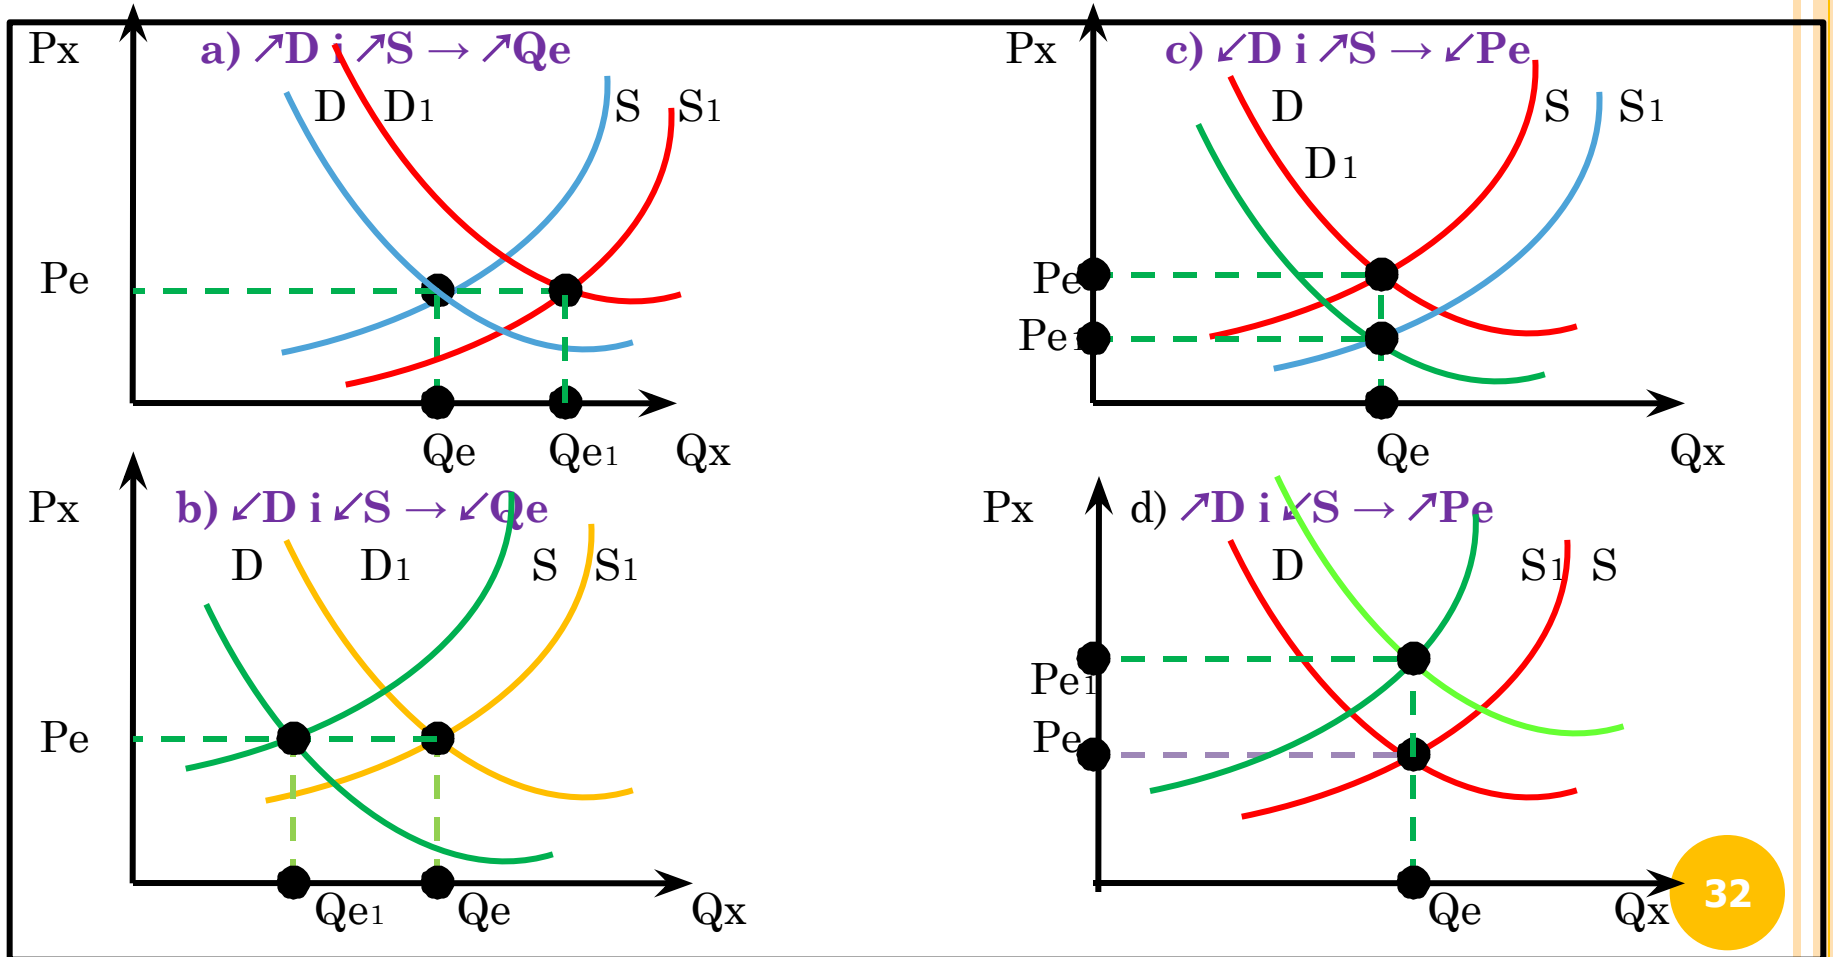 Px
a) ↗D i ↗S → ↗Qe
D D1 S S1
Pe
Qe Qe1 Qx
Px
c) ↙D i ↗S → ↙Pe
D S S1
D1
Pe
Pe1
Qe Qx
Px
b) ↙D i ↙S → ↙Qe
D D1 S S1
Pe
Qe1 Qe Qx
Px
d) ↗D i ↙S → ↗Pe
D S1 S
Pe1
Pe
Qe Qx
32